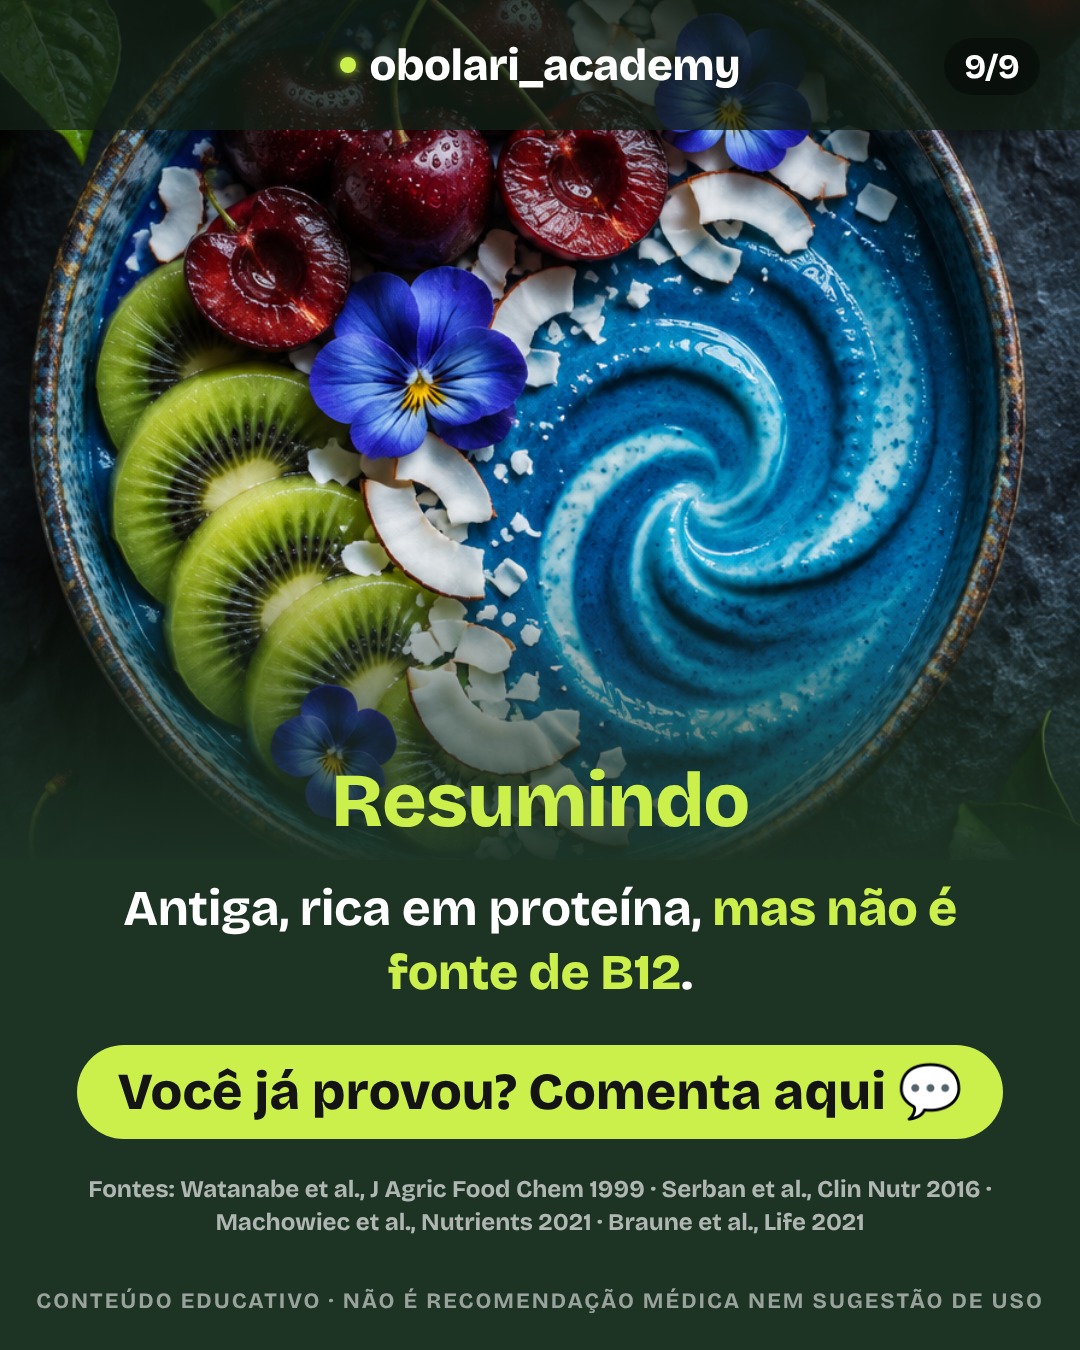 obolari_academy
9/9
Resumindo
Antiga, rica em proteína, mas não é
fonte de B12.
Você já provou? Comenta aqui 💬
Fontes: Watanabe et al., J Agric Food Chem 1999 · Serban et al., Clin Nutr 2016 ·
Machowiec et al., Nutrients 2021 · Braune et al., Life 2021
CONTEÚDO EDUCATIVO · NÃO É RECOMENDAÇÃO MÉDICA NEM SUGESTÃO DE USO